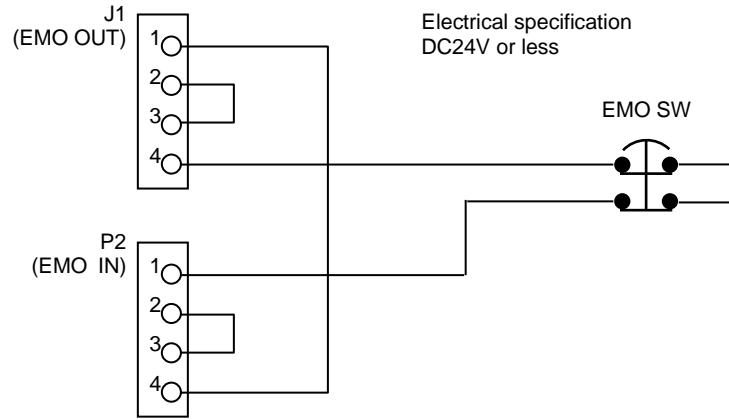 J1
(EMO OUT)
1
2
3
4
Electrical specification
DC24V or less
EMO SW
P2
(EMO IN)
1
2
3
4